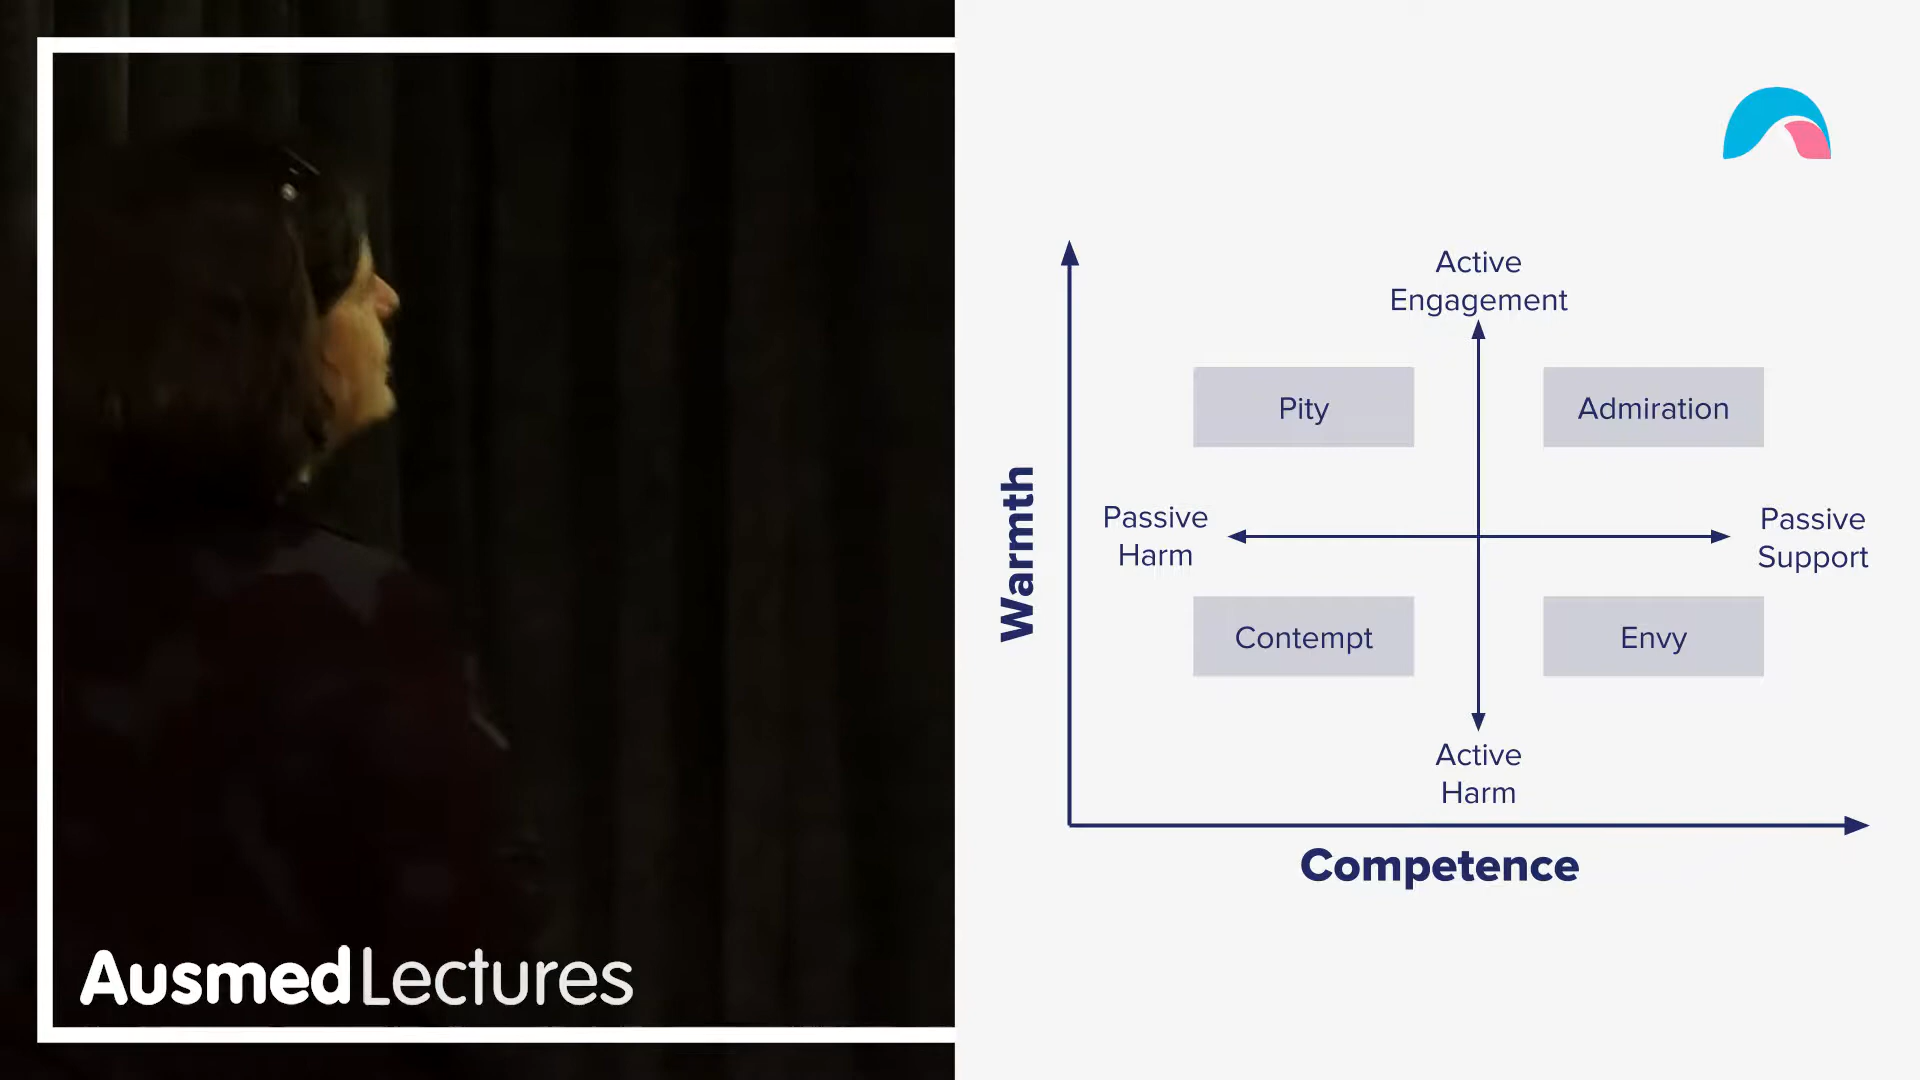 Active
Engagement
Pity
Admiration
Warmth
Passive
Harm
Passive
Support
Contempt
Envy
Active
Harm
Competence
AusmedLectures